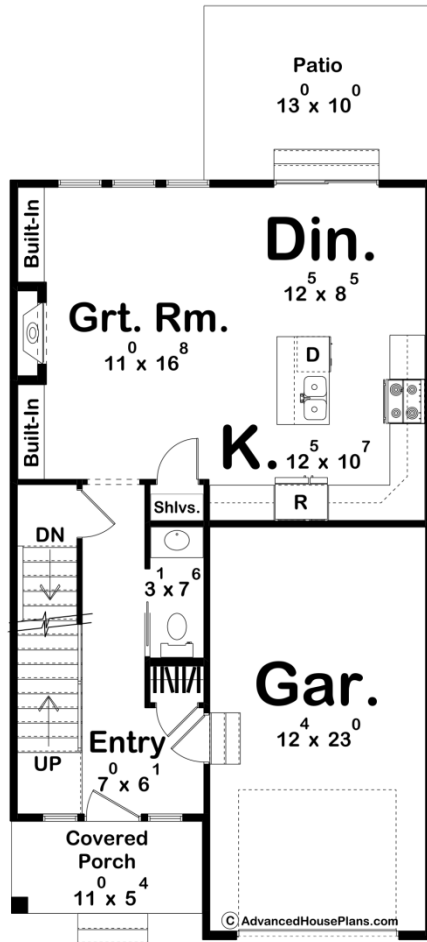 Patio
13⁰ x 10⁰
Built-In
Din.
12⁵ x 8⁵
Grt. Rm.
11⁰ x 16⁸
D
Built-In
K. 12⁵ x 10⁷
R
Shlvs.
DN
3¹ x 7⁶
Gar.
12⁴ x 23⁰
Entry
7⁰ x 6¹
UP
Covered
Porch
11⁰ x 5⁴
© AdvancedHousePlans.com